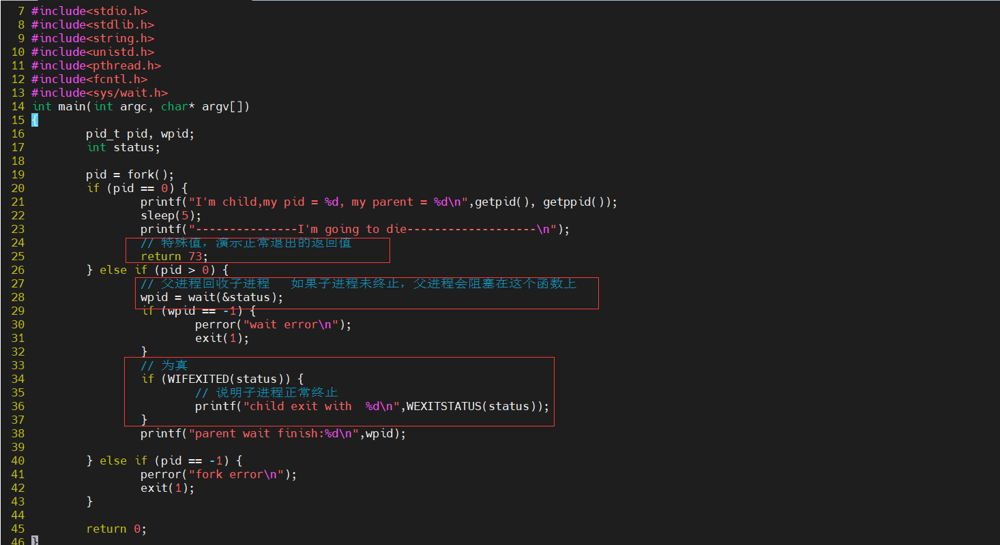 7 #include<stdio.h>
8 #include<stdlib.h>
9 #include<string.h>
10 #include<unistd.h>
11 #include<pthread.h>
12 #include<fcntl.h>
13 #include<sys/wait.h>
14 int main(int argc, char* argv[])
15 {
16         pid_t pid, wpid;
17         int status;
18
19         pid = fork();
20         if (pid == 0) {
21                 printf("I'm child,my pid = %d, my parent = %d\n",getpid(), getppid());
22                 sleep(5);
23                 printf("---------------I'm going to die-------------------\n");
24                 // 特殊值，演示正常退出的返回值
25                 return 73;
26         } else if (pid > 0) {
27                 // 父进程回收子进程   如果子进程未终止，父进程会阻塞在这个函数上
28                 wpid = wait(&status);
29                 if (wpid == -1) {
30                         perror("wait error\n");
31                         exit(1);
32                 }
33                 // 为真
34                 if (WIFEXITED(status)) {
35                         // 说明子进程正常终止
36                         printf("child exit with  %d\n",WEXITSTATUS(status));
37                 }
38                 printf("parent wait finish:%d\n",wpid);
39
40         } else if (pid == -1) {
41                 perror("fork error\n");
42                 exit(1);
43         }
44
45         return 0;
46 }